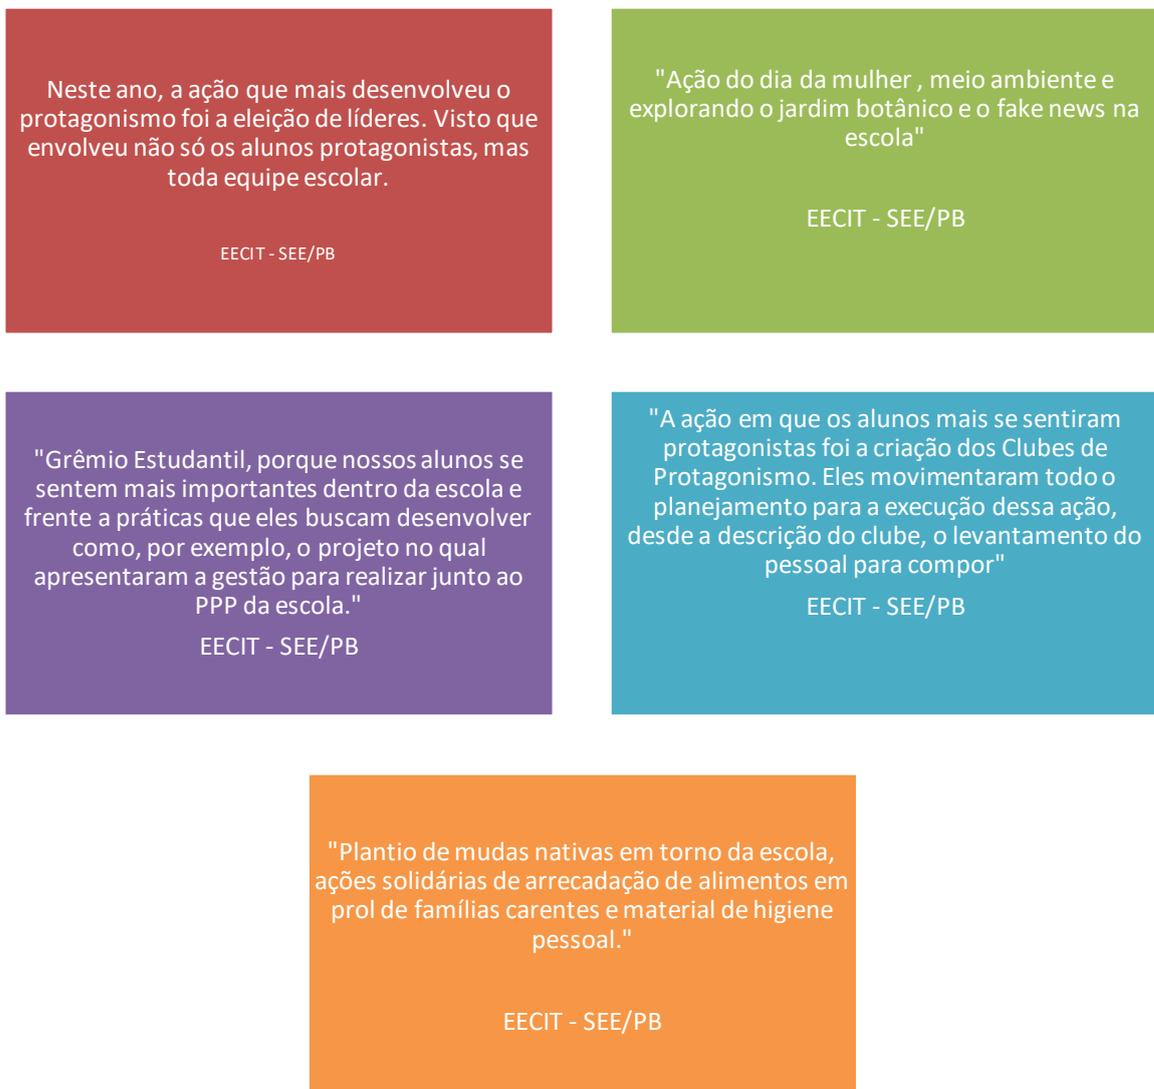 Neste ano, a ação que mais desenvolveu o
protagonismo foi a eleição de líderes. Visto que
envolveu não só os alunos protagonistas, mas
toda equipe escolar.
EECIT - SEE/PB
"Ação do dia da mulher , meio ambiente e
explorando o jardim botânico e o fake news na
escola"
EECIT - SEE/PB
"Grêmio Estudantil, porque nossos alunos se
sentem mais importantes dentro da escola e
frente a práticas que eles buscam desenvolver
como, por exemplo, o projeto no qual
apresentaram a gestão para realizar junto ao
PPP da escola."
EECIT - SEE/PB
"A ação em que os alunos mais se sentiram
protagonistas foi a criação dos Clubes de
Protagonismo. Eles movimentaram todo o
planejamento para a execução dessa ação,
desde a descrição do clube, o levantamento do
pessoal para compor"
EECIT - SEE/PB
"Plantio de mudas nativas em torno da escola,
ações solidárias de arrecadação de alimentos em
prol de famílias carentes e material de higiene
pessoal."
EECIT - SEE/PB